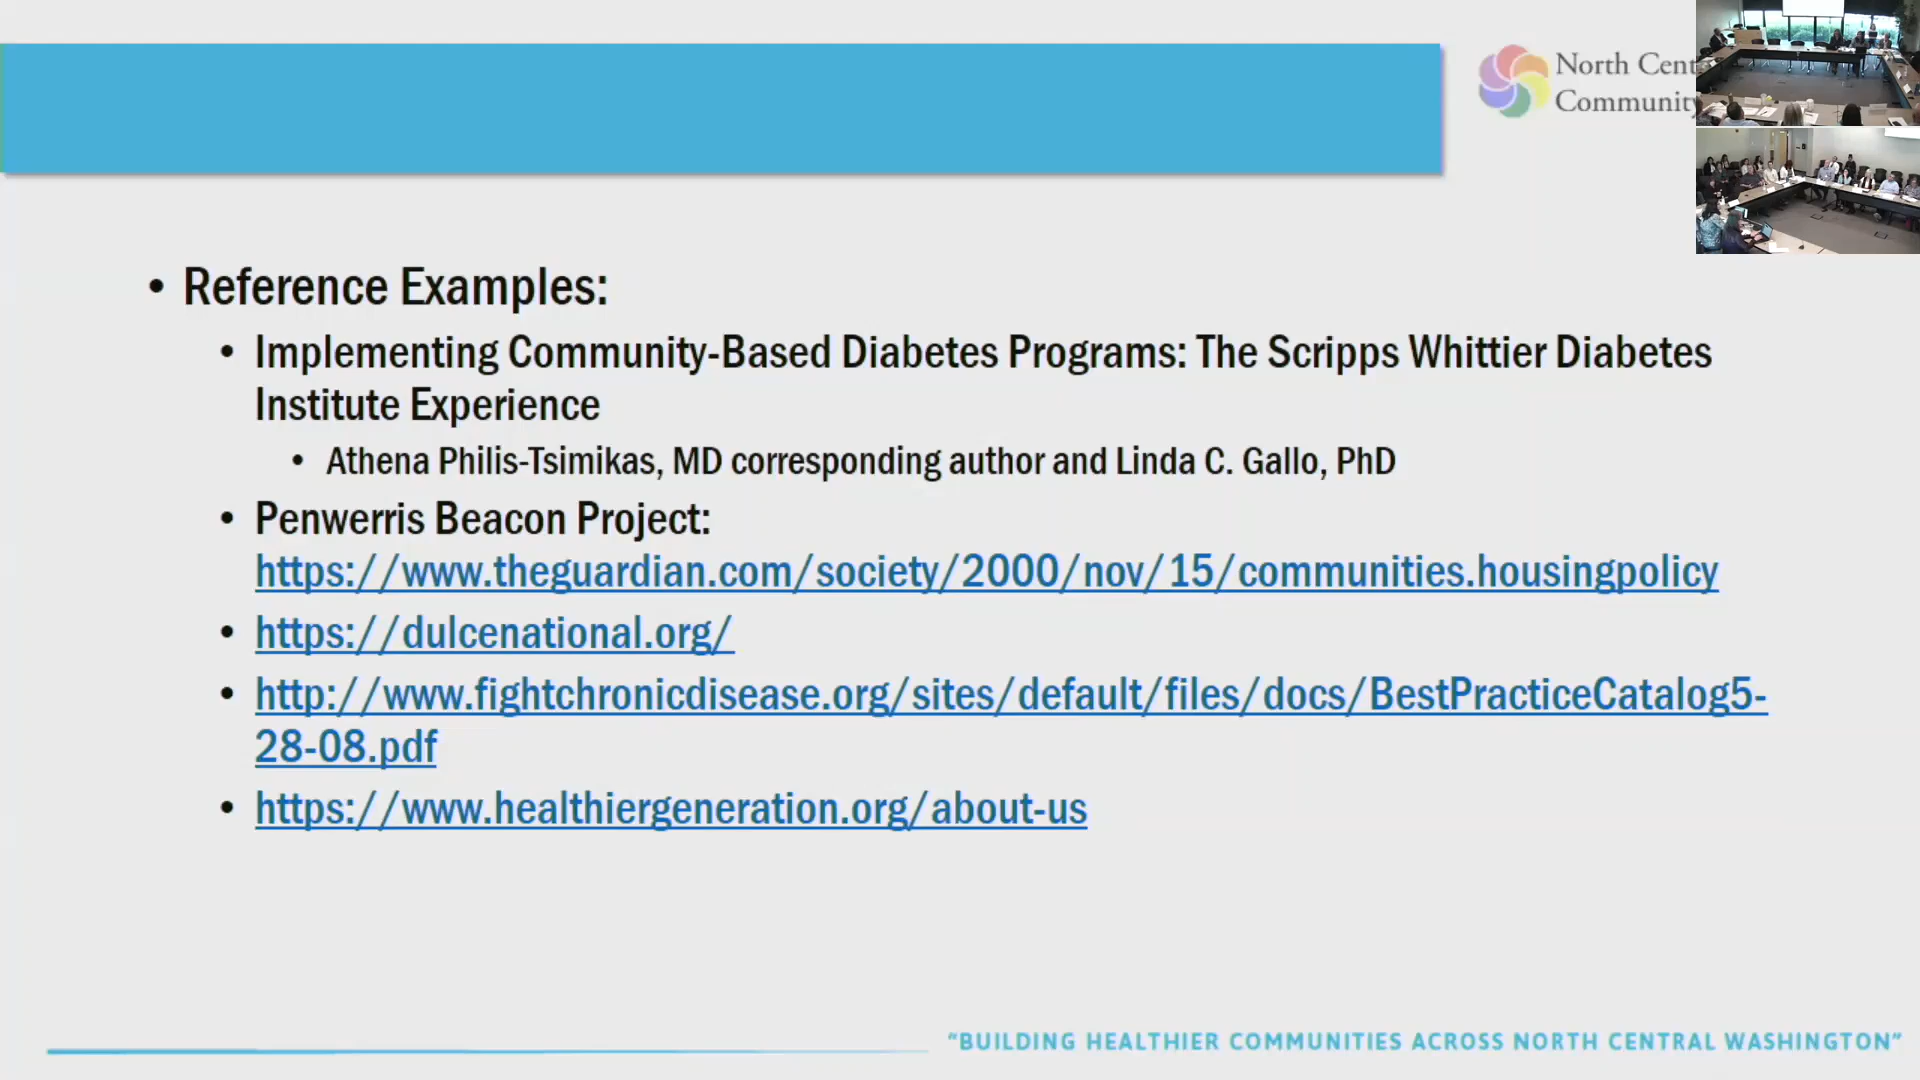 North Cent
Community
• Reference Examples:
• Implementing Community-Based Diabetes Programs: The Scripps Whittier Diabetes
Institute Experience
• Athena Philis-Tsimikas, MD corresponding author and Linda C. Gallo, PhD
• Penwerris Beacon Project:
https://www.theguardian.com/society/2000/nov/15/communities.housingpolicy
• https://dulcenational.org/
• http://www.fightchronicdisease.org/sites/default/files/docs/BestPracticeCatalog5-
28-08.pdf
• https://www.healthiergeneration.org/about-us
“BUILDING HEALTHIER COMMUNITIES ACROSS NORTH CENTRAL WASHINGTON”